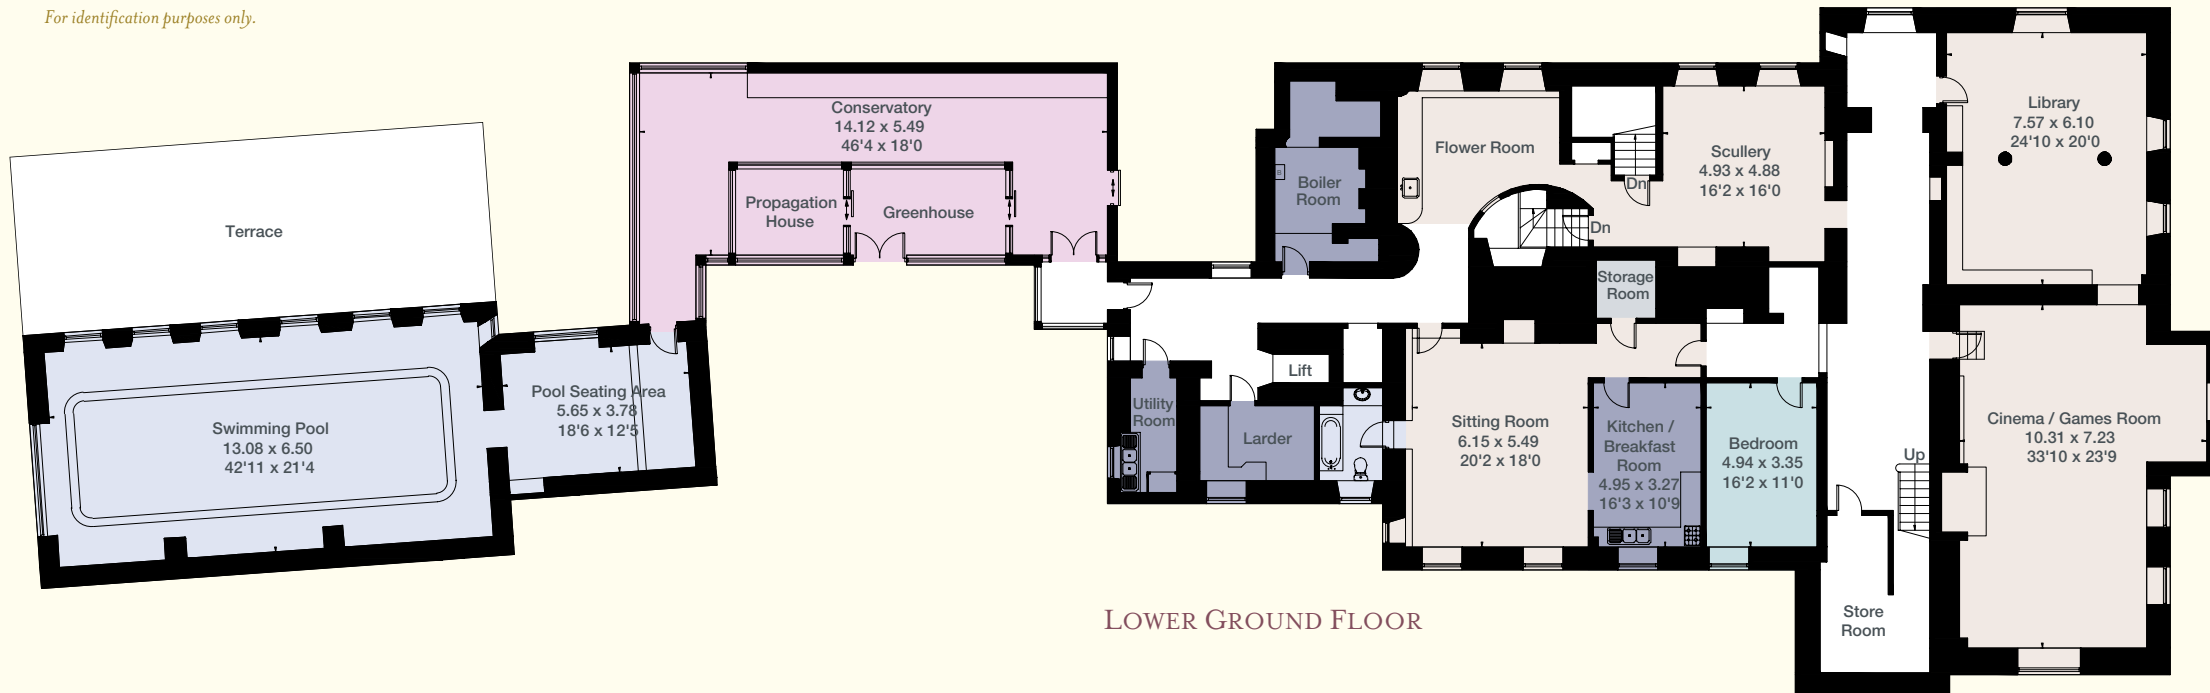 For identification purposes only.
Terrace
Swimming Pool
13.08 x 6.50
42'11 x 21'4
Pool Seating Area
5.65 x 3.78
18'6 x 12'5
Conservatory
14.12 x 5.49
46'4 x 18'0
Propagation
House
Greenhouse
Boiler
Room
B
Flower Room
Dn
Dn
Scullery
4.93 x 4.88
16'2 x 16'0
Library
7.57 x 6.10
24'10 x 20'0
Storage
Room
Lift
Utility
Room
Larder
Sitting Room
6.15 x 5.49
20'2 x 18'0
Kitchen /
Breakfast
Room
4.95 x 3.27
16'3 x 10'9
Bedroom
4.94 x 3.35
16'2 x 11'0
Up
Cinema / Games Room
10.31 x 7.23
33'10 x 23'9
Store
Room
LOWER GROUND FLOOR